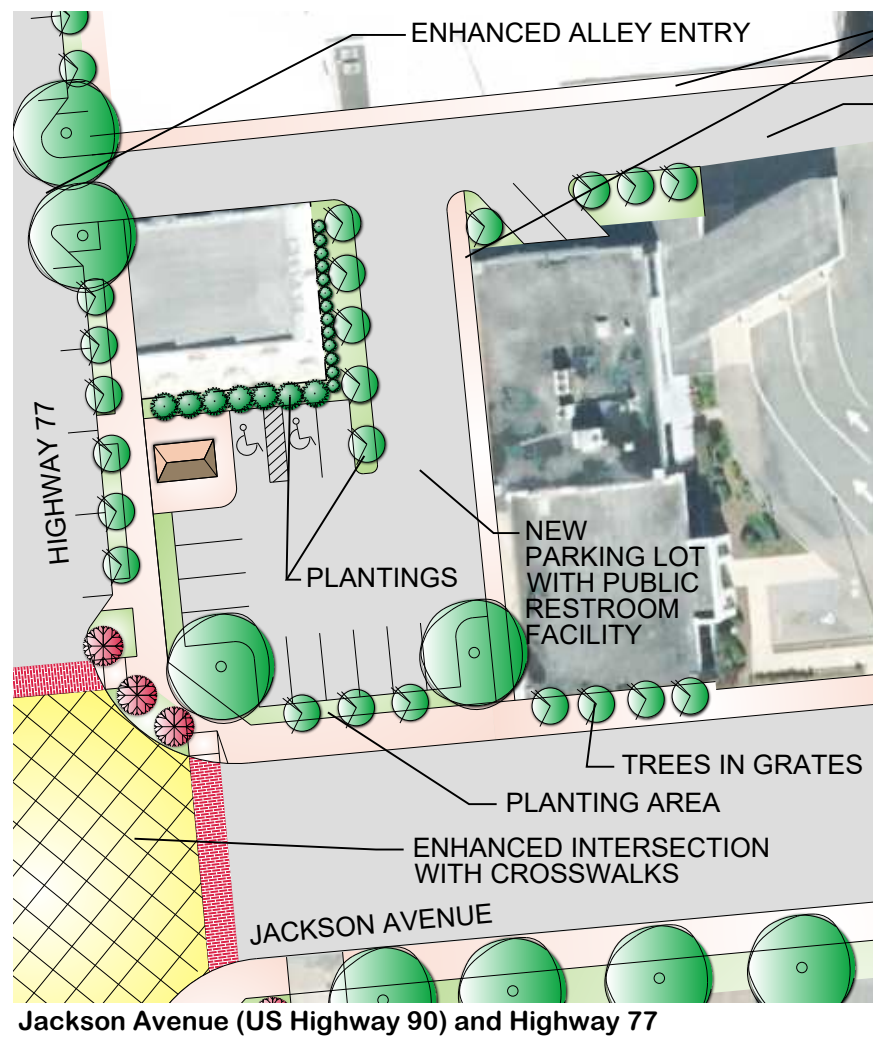 ENHANCED ALLEY ENTRY
HIGHWAY 77
NEW
PARKING LOT
WITH PUBLIC
RESTROOM
FACILITY
PLANTINGS
TREES IN GRATES
PLANTING AREA
ENHANCED INTERSECTION
WITH CROSSWALKS
JACKSON AVENUE
Jackson Avenue (US Highway 90) and Highway 77